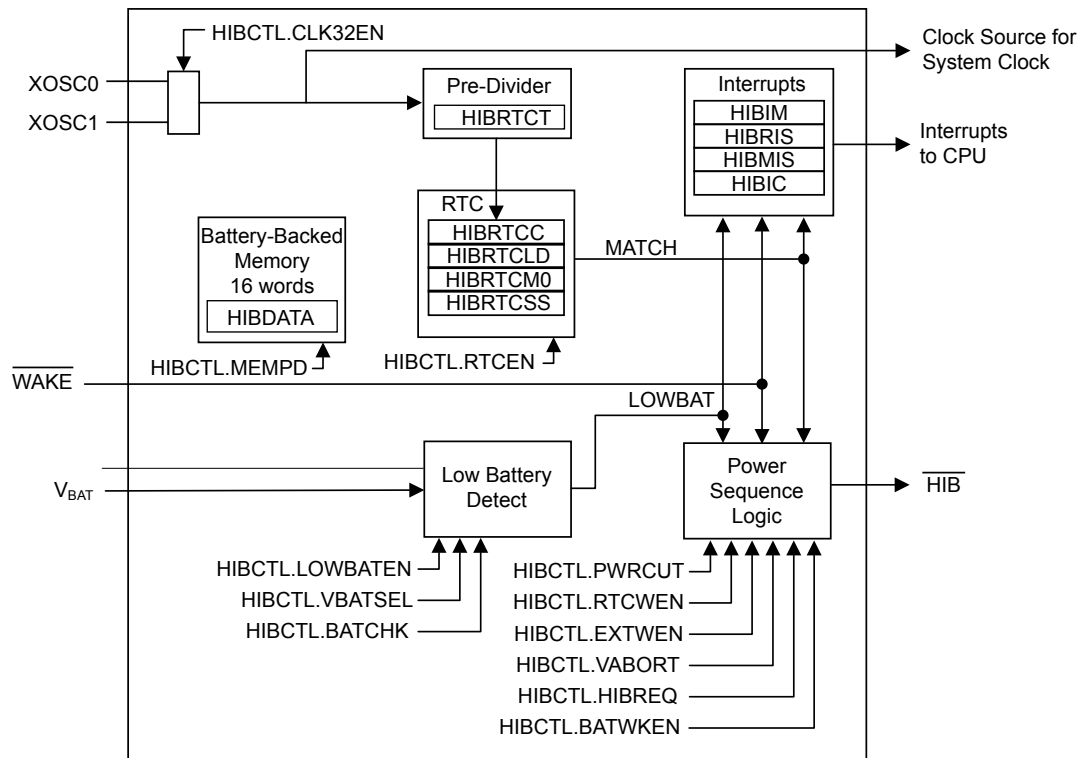 HIBCTL.CLK32EN
XOSC0
XOSC1
Clock Source for
System Clock
Pre-Divider
HIBRTCT
Interrupts
HIBIM
HIBRIS
HIBMIS
HIBIC
Interrupts
to CPU
RTC
HIBRTCC
HIBRTCLD
HIBRTCM0
HIBRTCSS
MATCH
Battery-Backed
Memory
16 words
HIBDATA
HIBCTL.MEMPD
HIBCTL.RTCEN
WAKE
LOWBAT
VBAT
Low Battery
Detect
Power
Sequence
Logic
HIB
HIBCTL.LOWBATEN
HIBCTL.VBATSEL
HIBCTL.BATCHK
HIBCTL.PWRCUT
HIBCTL.RTCWEN
HIBCTL.EXTWEN
HIBCTL.VABORT
HIBCTL.HIBREQ
HIBCTL.BATWKEN